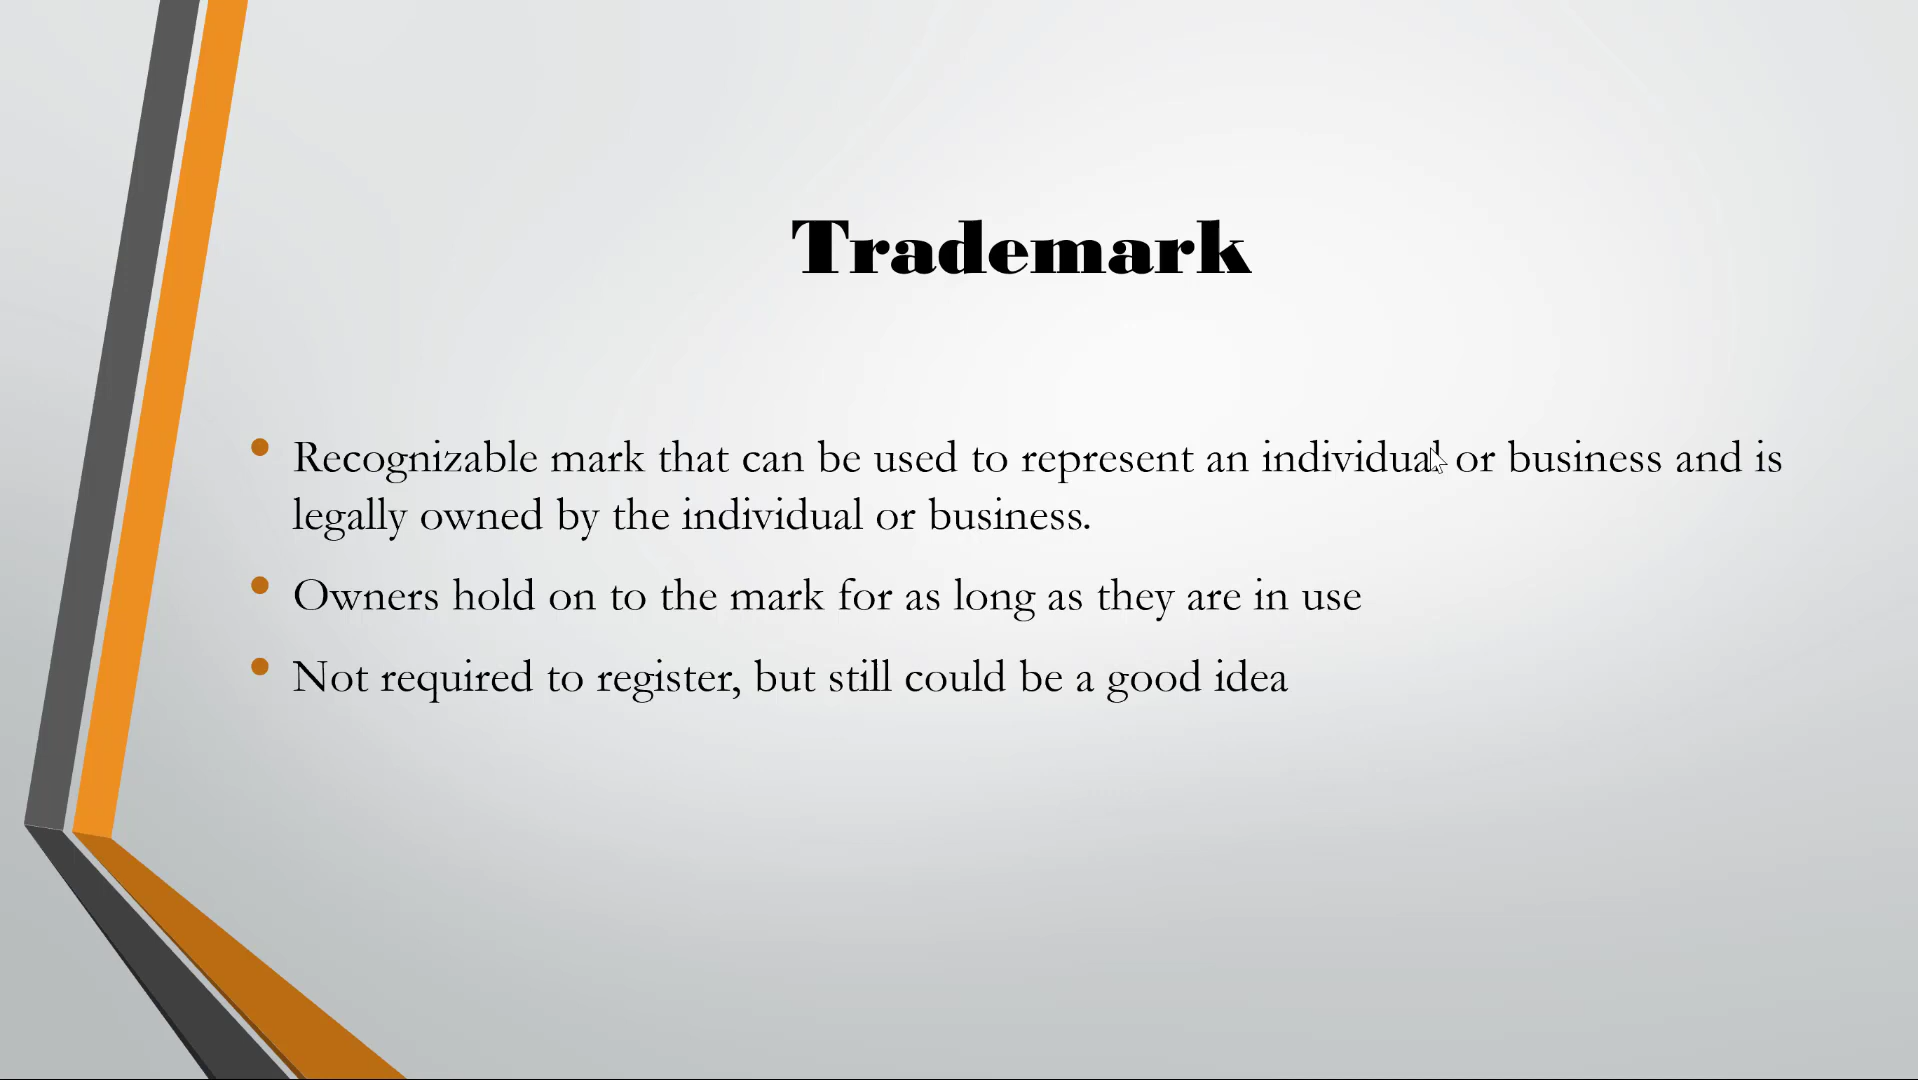 Trademark
• Recognizable mark that can be used to represent an individual or business and is
legally owned by the individual or business.
• Owners hold on to the mark for as long as they are in use
• Not required to register, but still could be a good idea